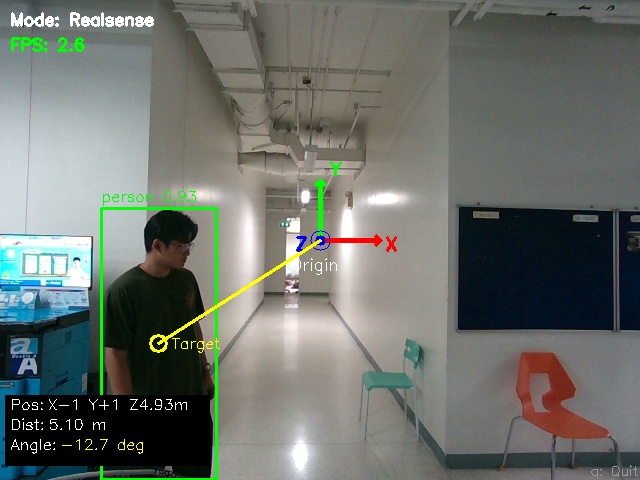 Mode: Realsense
FPS: 2.6
person 0.93
Y
Z
X
Origin
Target
a
A
Pos: X-1 Y+1 Z4.93m
Dist: 5.10 m
Angle: -12.7 deg
q: Quit